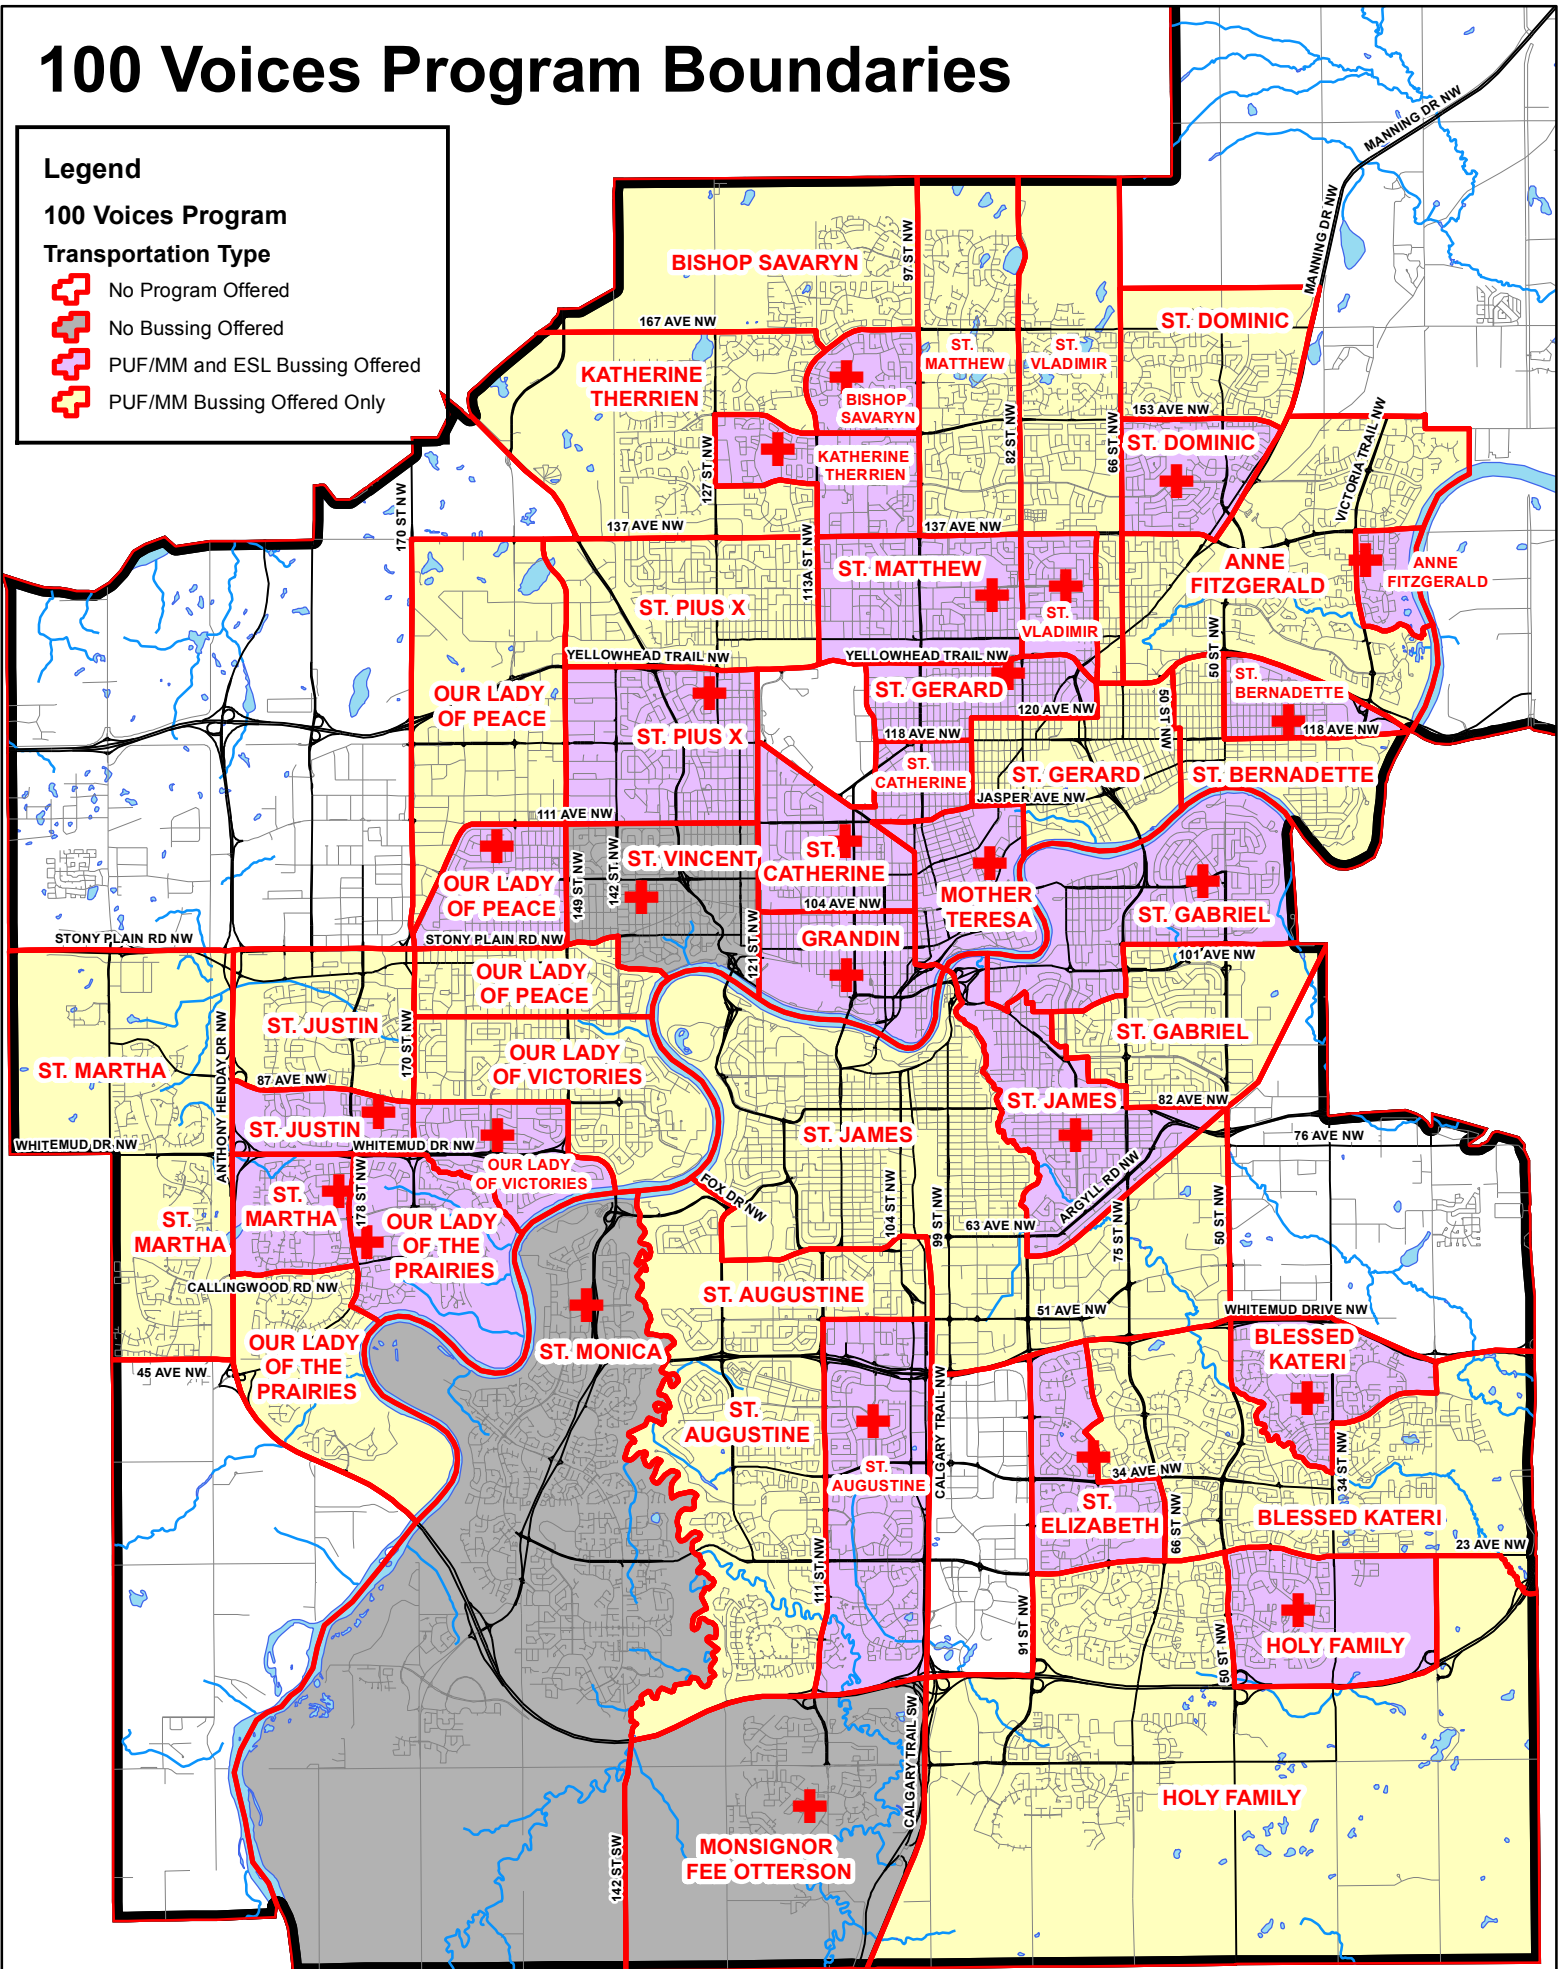 100 Voices Program Boundaries
Legend
100 Voices Program
Transportation Type
No Program Offered
No Bussing Offered
PUF/MM and ESL Bussing Offered
PUF/MM Bussing Offered Only
MANNING DR NW
MANNING DR NW
BISHOP SAVARYN
97 ST NW
167 AVE NW
ST. DOMINIC
KATHERINE
THERRIEN
ST.
MATTHEW
ST.
VLADIMIR
BISHOP
SAVARYN
153 AVE NW
ST. DOMINIC
VICTORIA TRAIL NW
82 ST NW
66 ST NW
127 ST NW
KATHERINE
THERRIEN
170 ST NW
137 AVE NW
137 AVE NW
113A ST NW
ST. MATTHEW
ANNE
FITZGERALD
ANNE
FITZGERALD
ST. PIUS X
ST.
VLADIMIR
50 ST NW
YELLOWHEAD TRAIL NW
YELLOWHEAD TRAIL NW
OUR LADY
OF PEACE
ST. GERARD
ST.
BERNADETTE
50 ST NW
120 AVE NW
118 AVE NW
118 AVE NW
ST. PIUS X
ST.
CATHERINE
ST. GERARD
ST. BERNADETTE
JASPER AVE NW
111 AVE NW
149 ST NW
142 ST NW
ST. VINCENT
ST.
CATHERINE
OUR LADY
OF PEACE
MOTHER
TERESA
104 AVE NW
ST. GABRIEL
STONY PLAIN RD NW
STONY PLAIN RD NW
121 ST NW
GRANDIN
101 AVE NW
OUR LADY
OF PEACE
ST. JUSTIN
170 ST NW
ST. GABRIEL
ST. MARTHA
ANTHONY HENDAY DR NW
OUR LADY
OF VICTORIES
87 AVE NW
ST. JAMES
82 AVE NW
ST. JUSTIN
ST. JAMES
76 AVE NW
WHITEMUD DR NW
WHITEMUD DR NW
OUR LADY
OF VICTORIES
178 ST NW
FOX DR NW
ARGYLL RD NW
ST.
MARTHA
ST.
MARTHA
OUR LADY
OF THE
PRAIRIES
104 ST NW
99 ST NW
63 AVE NW
75 ST NW
50 ST NW
CALLINGWOOD RD NW
ST. AUGUSTINE
51 AVE NW
WHITEMUD DRIVE NW
OUR LADY
OF THE
PRAIRIES
ST. MONICA
BLESSED
KATERI
45 AVE NW
CALGARY TRAIL NW
ST.
AUGUSTINE
ST.
AUGUSTINE
34 AVE NW
34 ST NW
ST.
ELIZABETH
66 ST NW
BLESSED KATERI
23 AVE NW
111 ST NW
91 ST NW
50 ST NW
HOLY FAMILY
CALGARY TRAIL SW
HOLY FAMILY
142 ST SW
MONSIGNOR
FEE OTTERSON